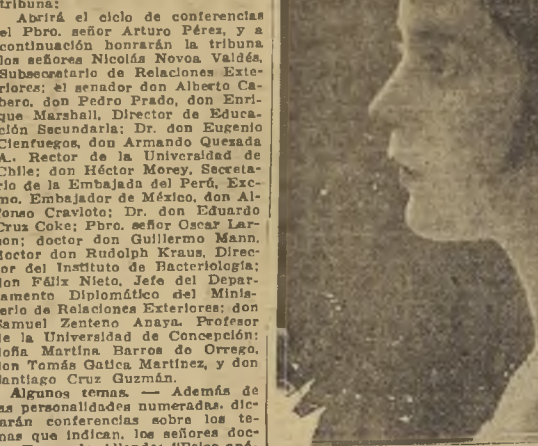 tribuna:
Abrirá el ciclo de conferencias
el Pbro. señor Arturo Pérez, y a
continuación honrarán la tribuna
los señores Nicolás Novoa Valdés,
Subsecretario de Relaciones Exte-
riores; el senador don Alberto Ca-
bero, don Pedro Prado, don Enri-
que Marshall, Director de Educa-
ción Secundaria; Dr. don Eugenio
Cienfuegos, don Armando Quezada
A., Rector de la Universidad de
Chile; don Héctor Morey, Secreta-
rio de la Embajada del Perú, Exc-
mo. Embajador de México, don Al-
fonso Cravioto; Dr. don Eduardo
Cruz Coke; Pbro. señor Oscar Lar-
son; doctor don Guillermo Mann,
doctor don Rudolph Kraus, Direc-
tor del Instituto de Bacteriología;
don Félix Nieto, Jefe del Depar-
tamento Diplomático del Minis-
terio de Relaciones Exteriores; don
Samuel Zenteno Anaya, Profesor
de la Universidad de Concepción;
doña Martina Barros de Orrego,
don Tomás Gatica Martínez, y don
Santiago Cruz Guzmán.
Algunos temas. — Además de
as personalidades numeradas, dic-
arán conferencias sobre los te-
mas que indican, los señores doc-